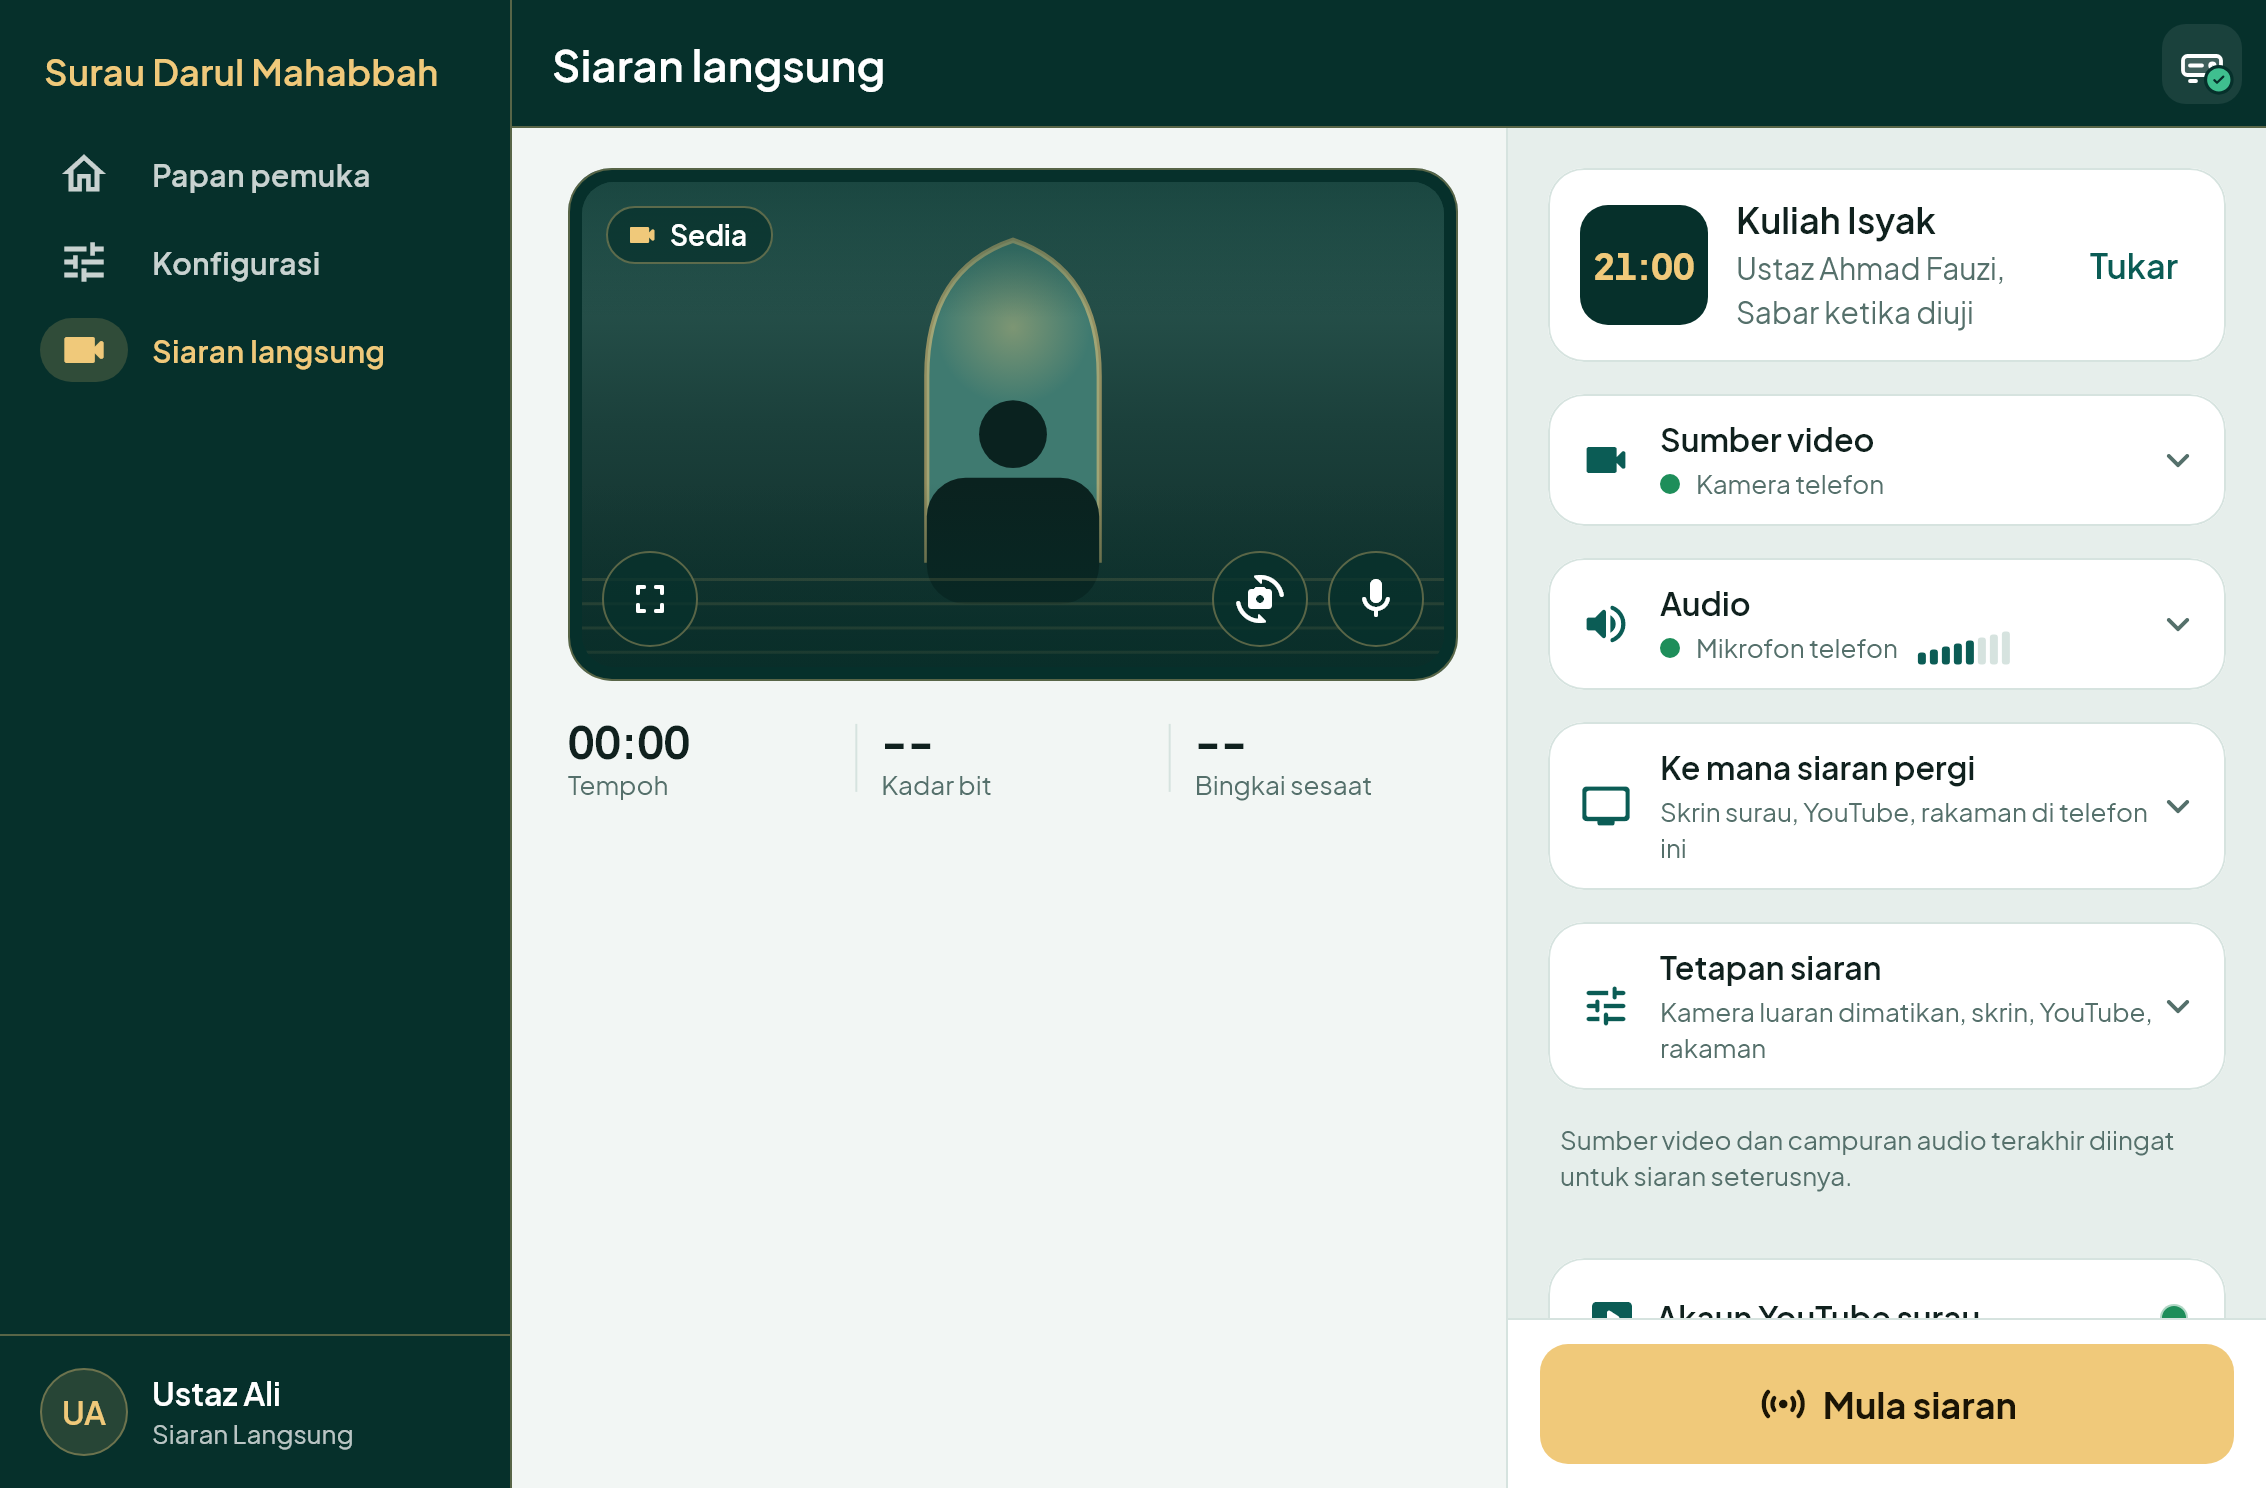 Surau Darul Mahabbah
Papan pemuka
Konfigurasi
Siaran langsung
UA
Ustaz Ali
Siaran Langsung
Siaran langsung
Sedia
00:00
Tempoh
--
Kadar bit
--
Bingkai sesaat
21:00
Kuliah Isyak
Ustaz Ahmad Fauzi,
Sabar ketika diuji
Tukar
Sumber video
Kamera telefon
Audio
Mikrofon telefon
Ke mana siaran pergi
Skrin surau, YouTube, rakaman di telefon
ini
Tetapan siaran
Kamera luaran dimatikan, skrin, YouTube,
rakaman
Sumber video dan campuran audio terakhir diingat
untuk siaran seterusnya.
Akaun YouTube surau
Mula siaran